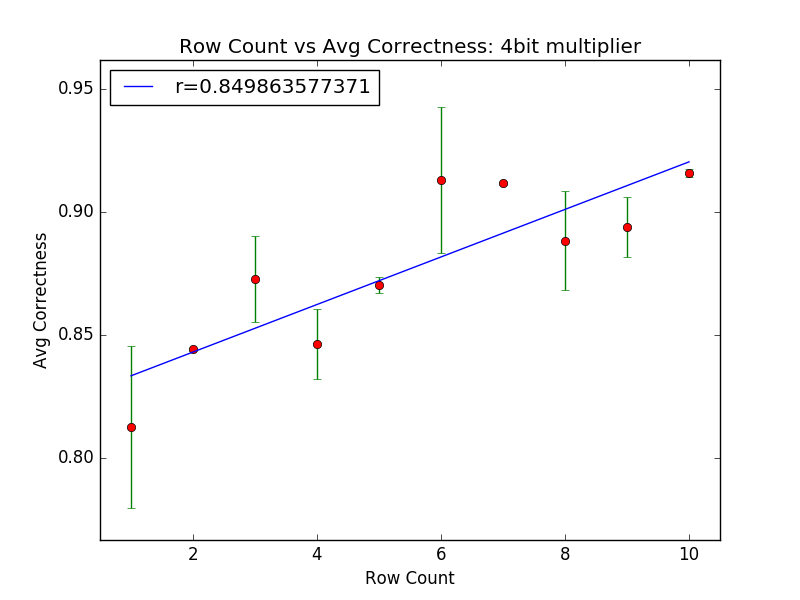 Row Count vs Avg Correctness: 4bit multiplier
r=0.849863577371
0.95
0.90
0.85
0.80
Avg Correctness
2 4 6 8 10
Row Count